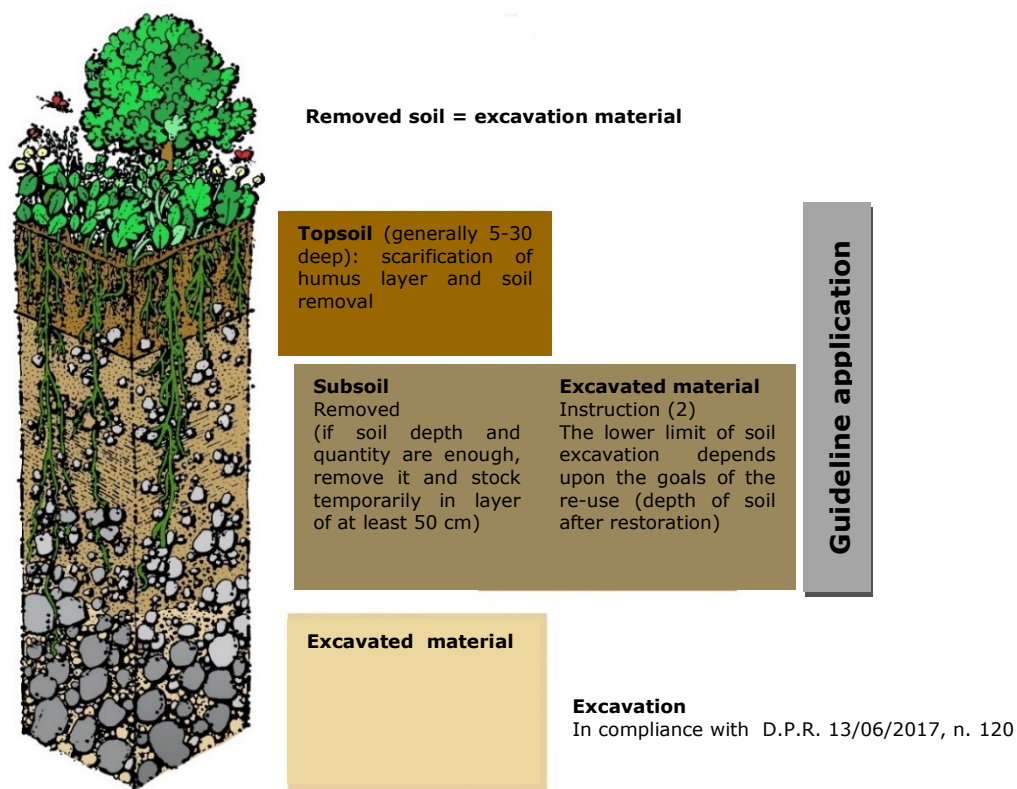 Removed soil = excavation material
Topsoil (generally 5-30
deep): scarification of
humus layer and soil
removal
Subsoil
Removed
(if soil depth and
quantity are enough,
remove it and stock
temporarily in layer
of at least 50 cm)
Excavated material
Instruction (2)
The lower limit of soil
excavation depends
upon the goals of the
re-use (depth of soil
after restoration)
Guideline application
Excavated material
Excavation
In compliance with D.P.R. 13/06/2017, n. 120